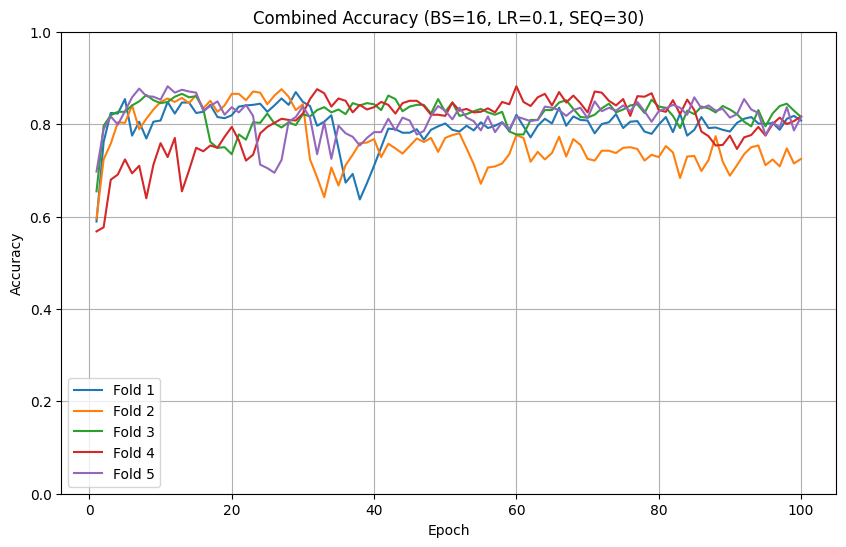 Combined Accuracy (BS=16, LR=0.1, SEQ=30)
1.0
0.8
0.6
0.4
0.2
0.0
Accuracy
Fold 1
Fold 2
Fold 3
Fold 4
Fold 5
0 20 40 60 80 100
Epoch